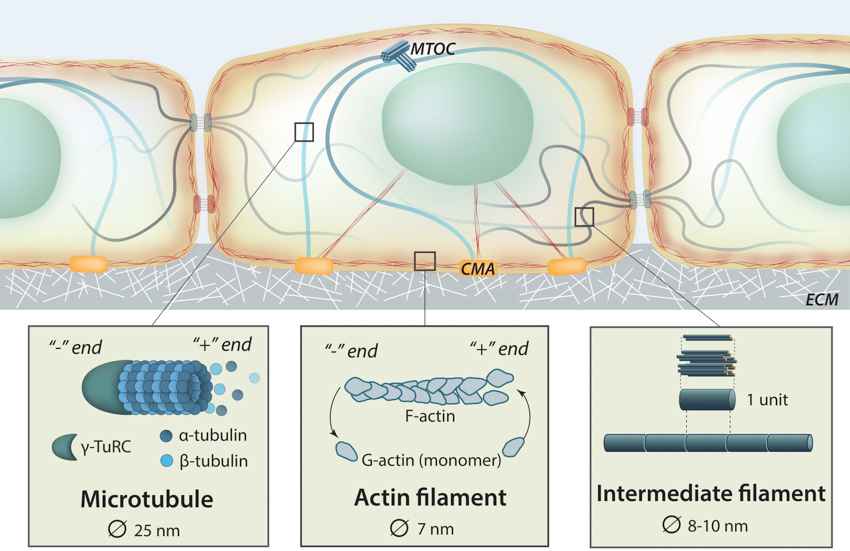 MTOC
CMA
ECM
“-” end “+” end
γ-TuRC
α-tubulin
β-tubulin
Microtubule
∅ 25 nm
“-” end “+” end
F-actin
G-actin (monomer)
Actin filament
∅ 7 nm
1 unit
Intermediate filament
∅ 8-10 nm